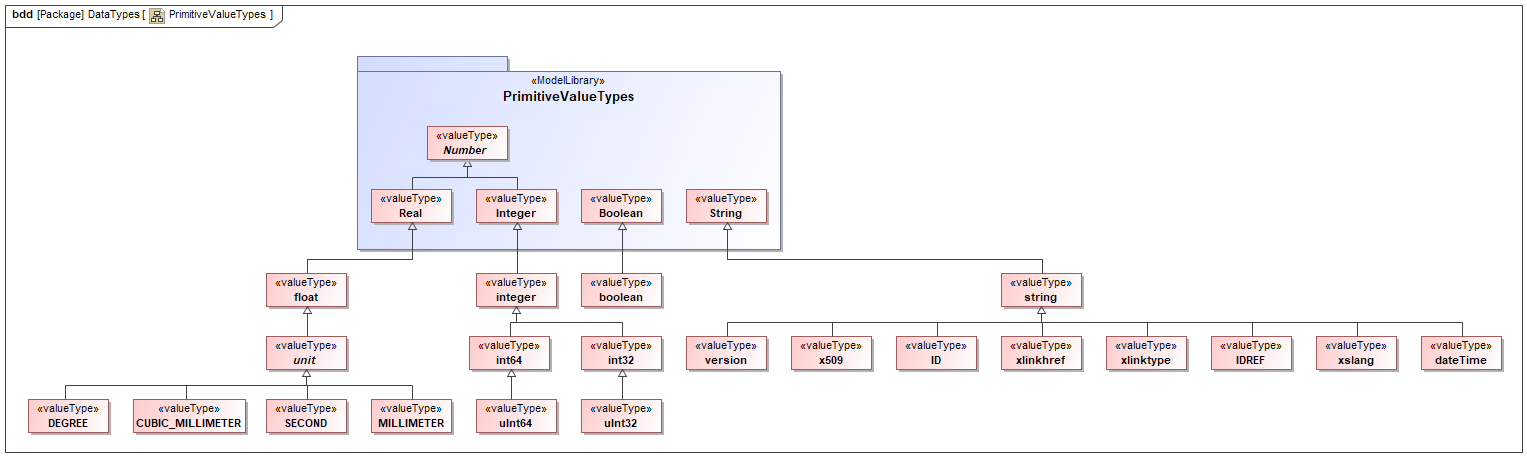 bdd [Package] DataTypes [ PrimitiveValueTypes ]
«ModelLibrary»
PrimitiveValueTypes
«valueType»
Number
«valueType»
Real
«valueType»
Integer
«valueType»
Boolean
«valueType»
String
«valueType»
float
«valueType»
integer
«valueType»
boolean
«valueType»
string
«valueType»
unit
«valueType»
int64
«valueType»
int32
«valueType»
version
«valueType»
x509
«valueType»
ID
«valueType»
xlinkhref
«valueType»
xlinktype
«valueType»
IDREF
«valueType»
xslang
«valueType»
dateTime
«valueType»
DEGREE
«valueType»
CUBIC_MILLIMETER
«valueType»
SECOND
«valueType»
MILLIMETER
«valueType»
uInt64
«valueType»
uInt32